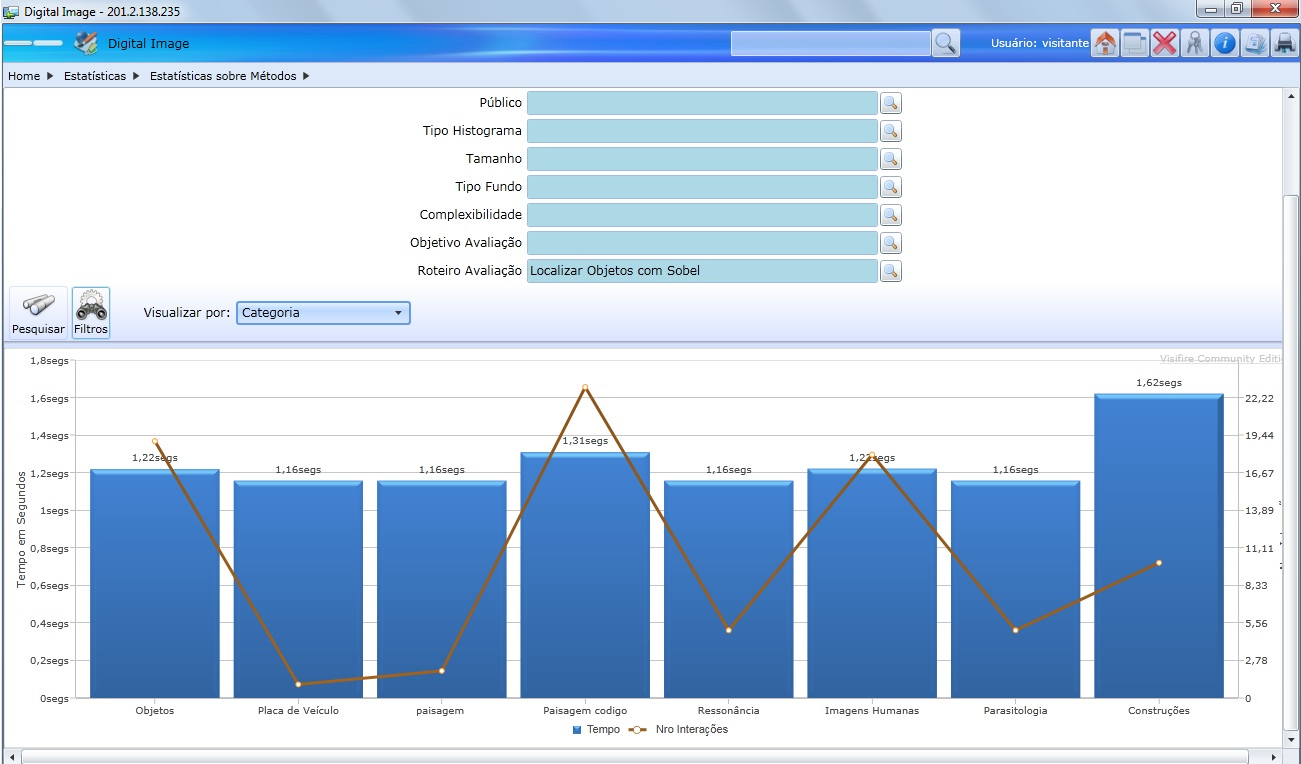 Digital Image - 201.2.138.235
Digital Image
Usuário: visitante
Home Estatísticas Estatísticas sobre Métodos
Público
Tipo Histograma
Tamanho
Tipo Fundo
Complexibilidade
Objetivo Avaliação
Roteiro Avaliação Localizar Objetos com Sobel
Pesquisar Filtros Visualizar por: Categoria
Visifire Community Editi
1,8segs
1,6segs
1,4segs
1,2segs
1segs
0,8segs
0,6segs
0,4segs
0,2segs
0segs
Tempo em Segundos
1,22segs
1,16segs
1,16segs
1,31segs
1,16segs
1,16segs
1,62segs
22,22
19,44
16,67
13,89
11,11
8,33
5,56
2,78
0
Objetos Placa de Veículo paisagem Paisagem codigo Ressonância Imagens Humanas Parasitologia Construções
Tempo Nro Interações